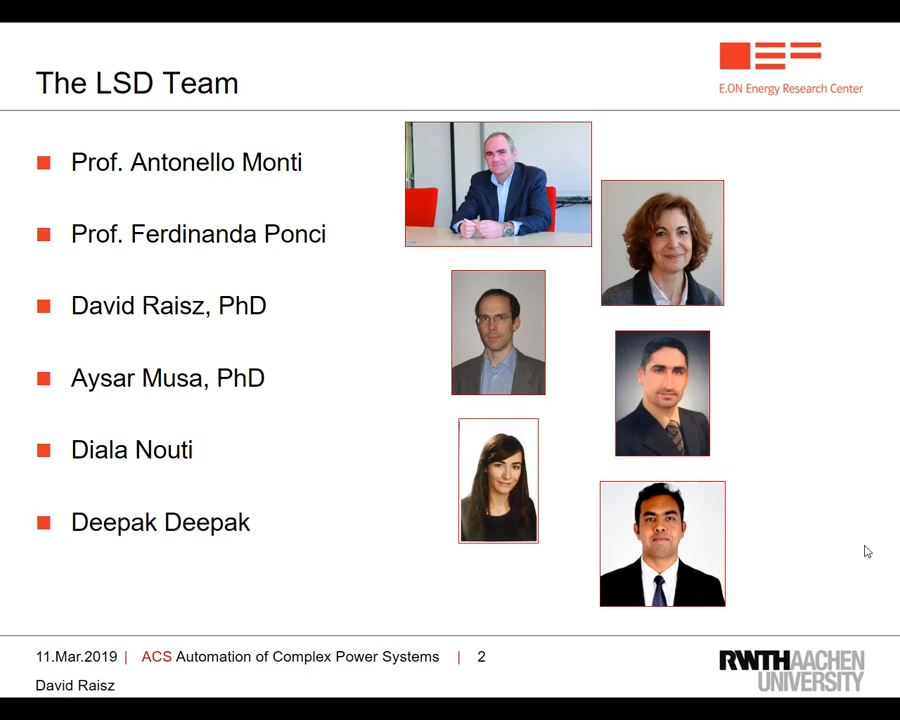 The LSD Team
E.ON Energy Research Center
Prof. Antonello Monti
Prof. Ferdinanda Ponci
David Raisz, PhD
Aysar Musa, PhD
Diala Nouti
Deepak Deepak
11.Mar.2019 | ACS Automation of Complex Power Systems | 2
David Raisz
RWTHAACHEN
UNIVERSITY